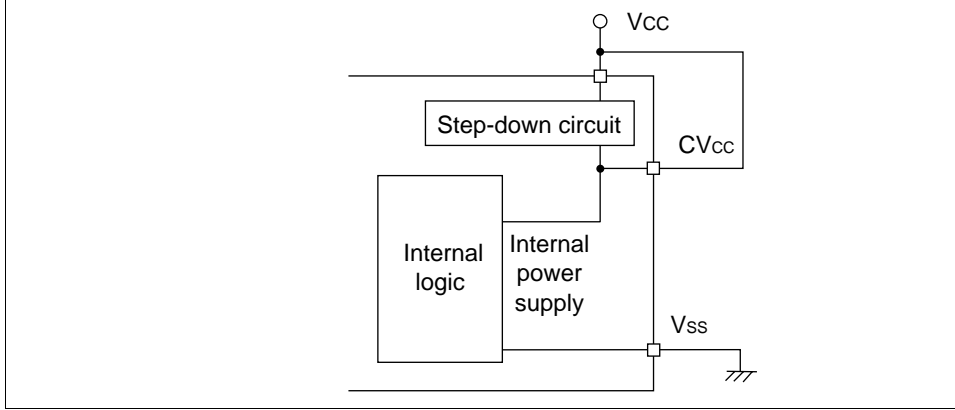 Vcc
Step-down circuit
CVcc
Internal
logic
Internal
power
supply
Vss